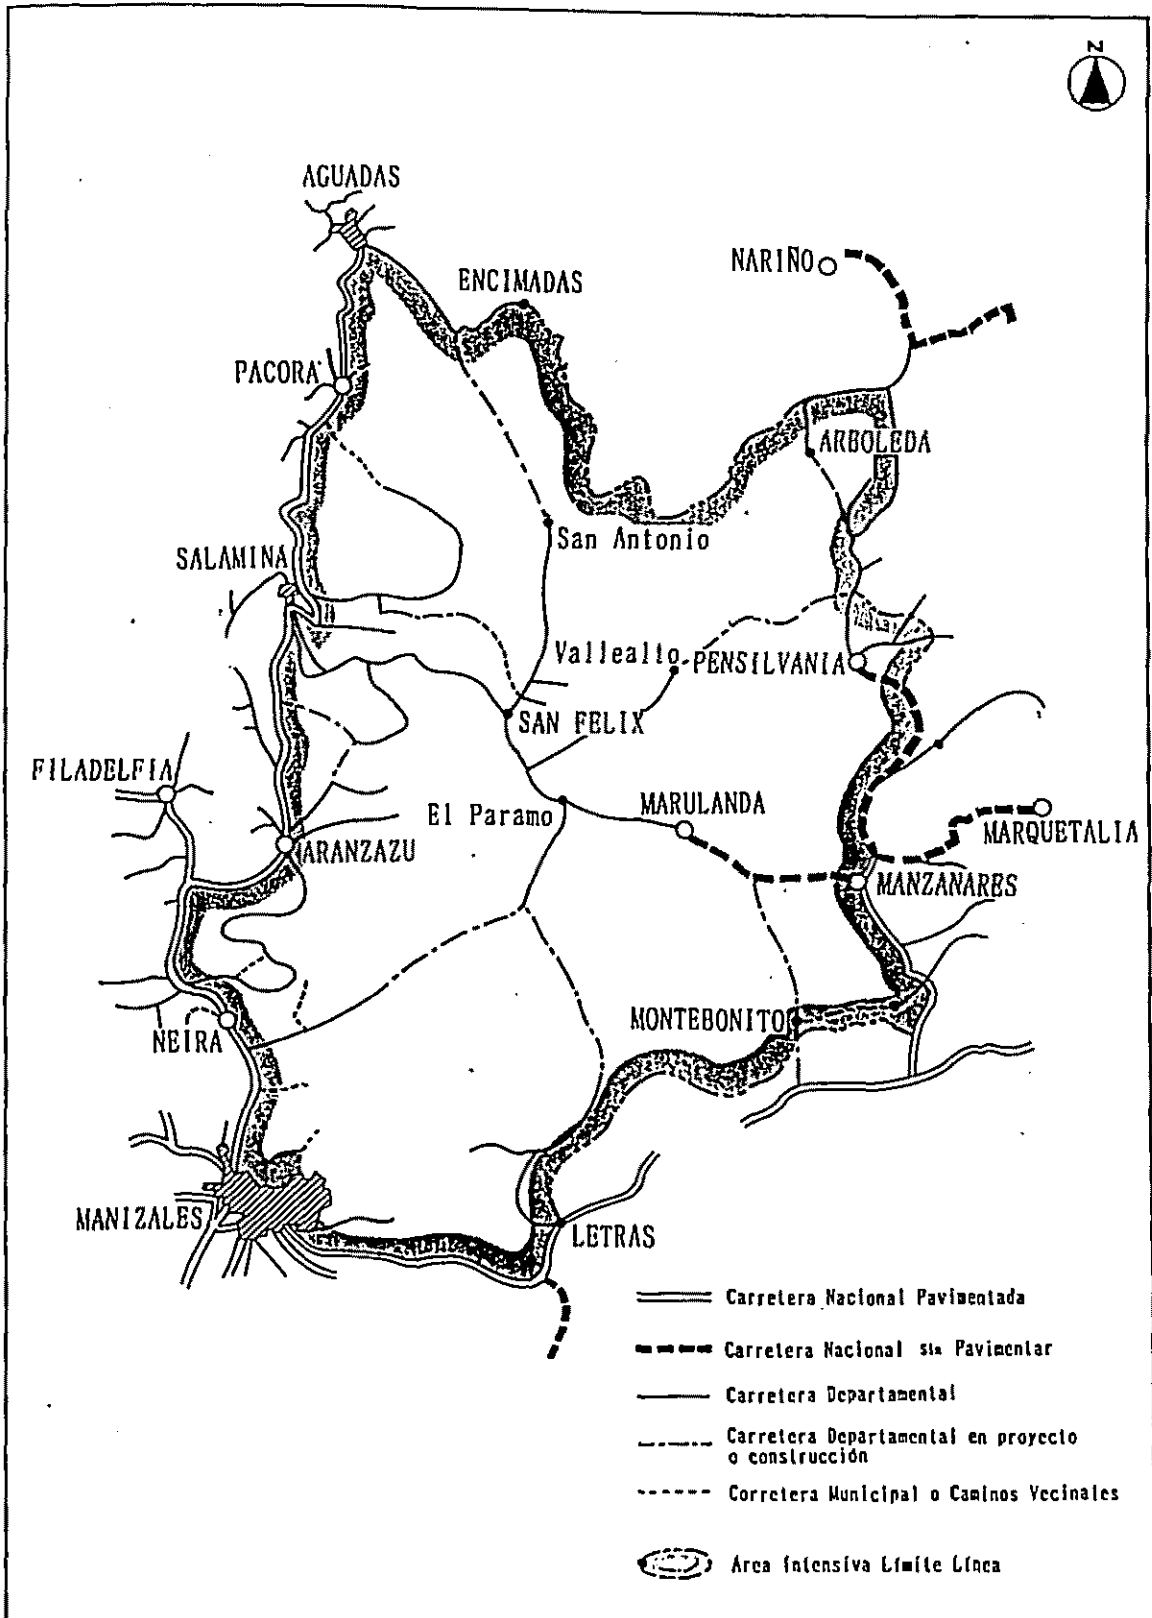 N
AGUADAS
NARIÑO
ENCIMADAS
PACORA
ARBOLEDA
San Antonio
SALAMINA
Vallealto
PENSILVANIA
SAN FELIX
FILADELFIA
El Paramo
MARULANDA
MARQUETALIA
ARANZAZU
MANZANARES
MONTEBONITO
NEIRA
MANIZALES
LETRAS
Carretera Nacional Pavimentada
Carretera Nacional Sin Pavimentar
Carretera Departamental
Carretera Departamental en proyecto
o construcción
Corretera Municipal o Caminos Vecinales
Area Intensiva Límite Línea